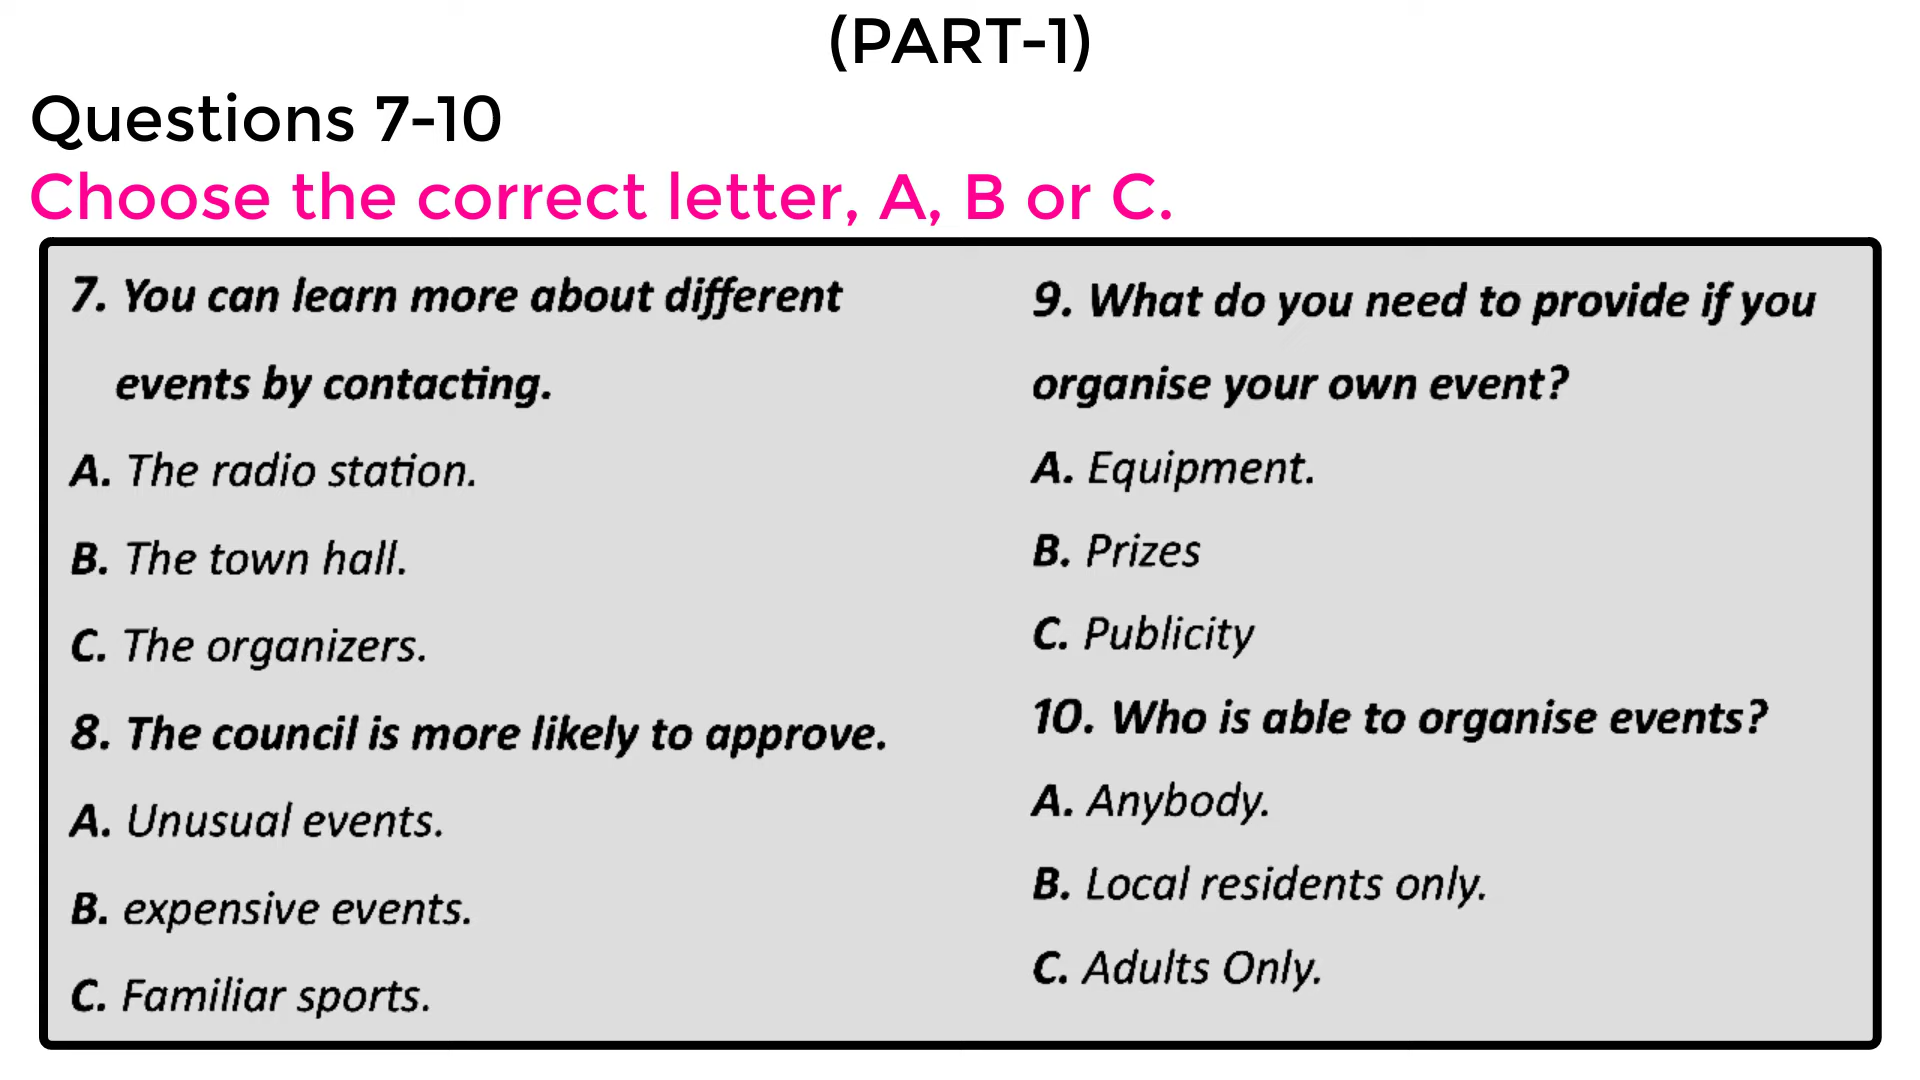 (PART-1)
Questions 7-10
Choose the correct letter, A, B or C.
7. You can learn more about different
events by contacting.
A. The radio station.
B. The town hall.
C. The organizers.
8. The council is more likely to approve.
A. Unusual events.
B. expensive events.
C. Familiar sports.
9. What do you need to provide if you
organise your own event?
A. Equipment.
B. Prizes
C. Publicity
10. Who is able to organise events?
A. Anybody.
B. Local residents only.
C. Adults Only.